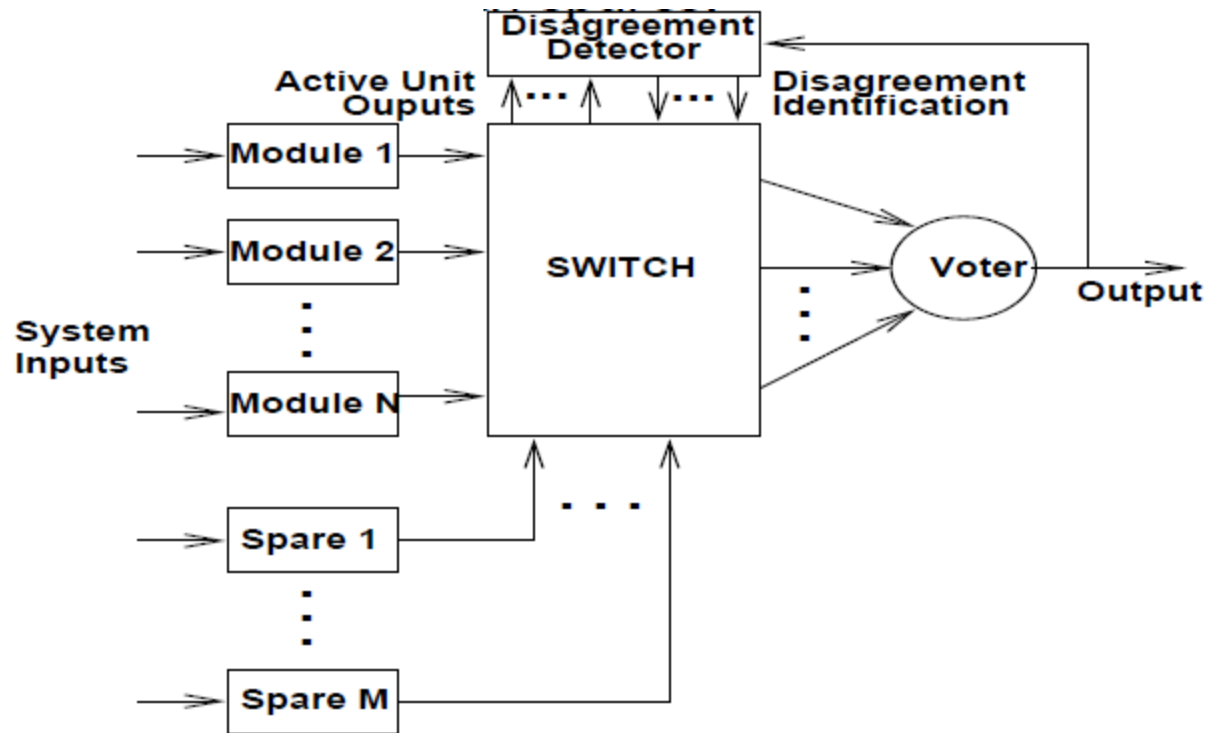 Disagreement
Detector
Active Unit
Ouputs
...
...
Disagreement
Identification
Module 1
Module 2
Module N
System
Inputs
SWITCH
Voter
Output
Spare 1
Spare M